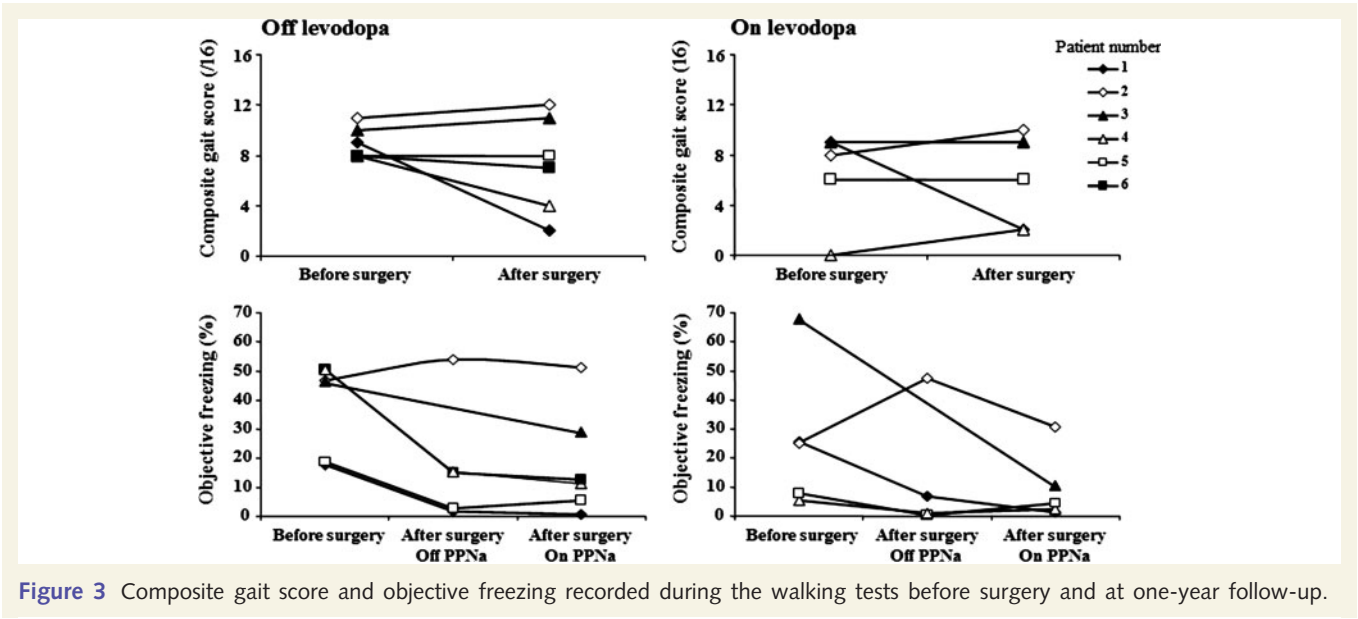 Off levodopa
Composite gait score (/16)
16
12
8
4
0
Before surgery After surgery
On levodopa
Composite gait score (16)
16
12
8
4
0
Before surgery After surgery
Patient number
1
2
3
4
5
6
Objective freezing (%)
70
60
50
40
30
20
10
0
Before surgery After surgery After surgery
Off PPNa On PPNa
Objective freezing (%)
70
60
50
40
30
20
10
0
Before surgery After surgery After surgery
Off PPNa On PPNa
Figure 3 Composite gait score and objective freezing recorded during the walking tests before surgery and at one-year follow-up.